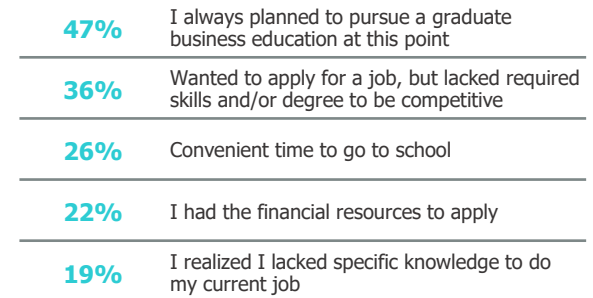 47%
I always planned to pursue a graduate
business education at this point
36%
Wanted to apply for a job, but lacked required
skills and/or degree to be competitive
26%
Convenient time to go to school
22%
I had the financial resources to apply
19%
I realized I lacked specific knowledge to do
my current job